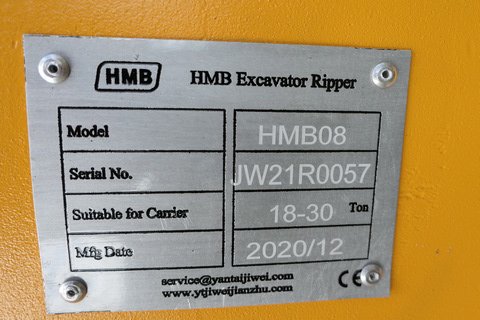 HMB HMB Excavator Ripper
Model HMB08
Serial No. JW21R0057
Suitable for Carrier 18-30 Ton
Mfg Date 2020/12
service@yantaijiwei.com
www.ytjiweijianzhu.com CE